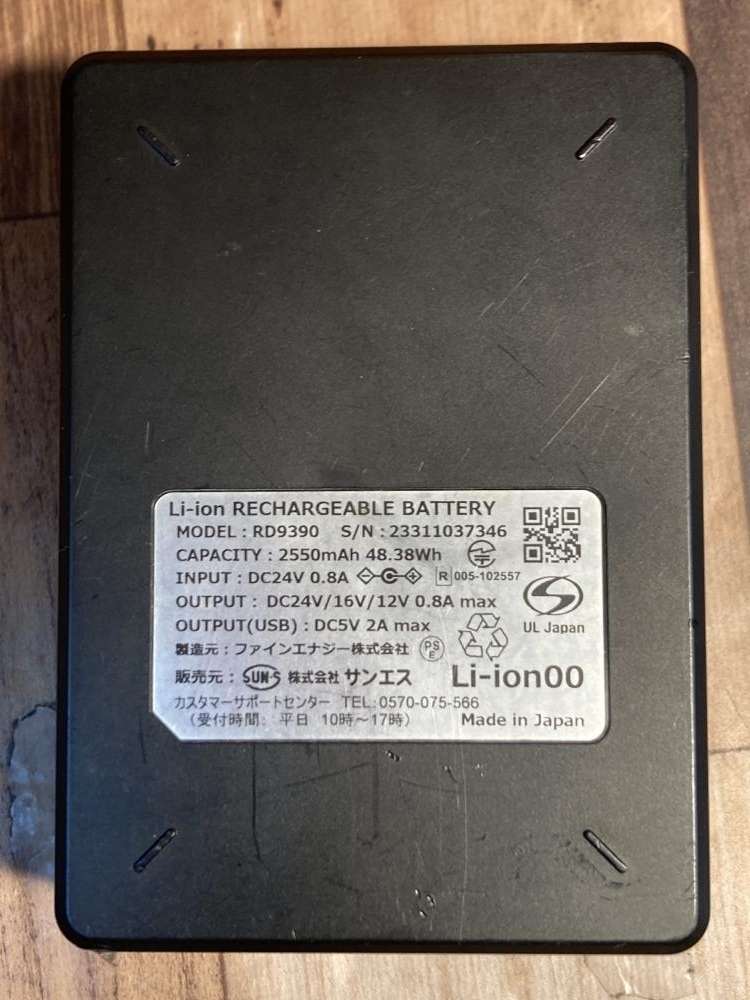 Li-ion RECHARGEABLE BATTERY
MODEL : RD9390 S/N : 23311037346
CAPACITY : 2550mAh 48.38Wh
INPUT : DC24V 0.8A R 005-102557
OUTPUT : DC24V/16V/12V 0.8A max
OUTPUT(USB) : DC5V 2A max
UL Japan
製造元 : ファインエナジー株式会社 PSE
販売元 : SUN-S 株式会社 サンエス Li-ion00
カスタマーサポートセンター TEL:0570-075-566
（受付時間: 平日 10時～17時） Made in Japan